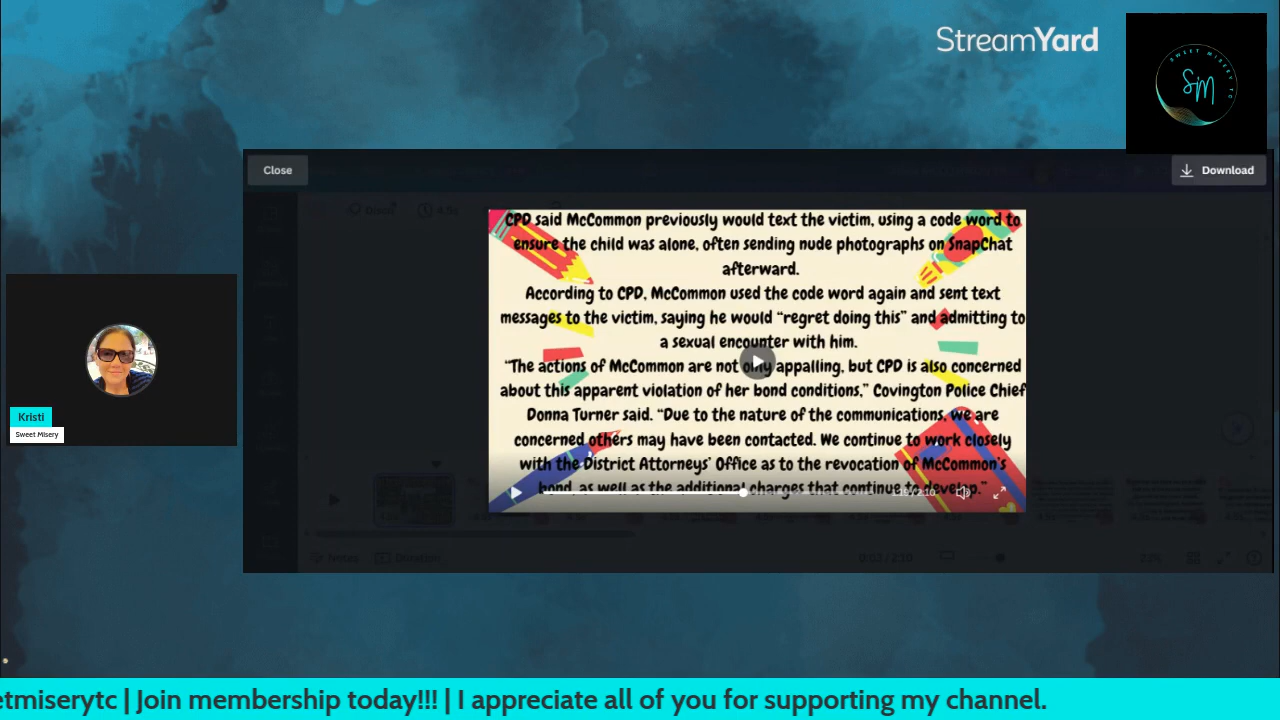 StreamYard
SWEET MISERY TC
SM
Close
Download
CPD said McCommon previously would text the victim, using a code word to
ensure the child was alone, often sending nude photographs on SnapChat
afterward.
According to CPD, McCommon used the code word again and sent text
messages to the victim, saying he would “regret doing this” and admitting to
a sexual encounter with him.
“The actions of McCommon are not only appalling, but CPD is also concerned
about this apparent violation of her bond conditions,” Covington Police Chief
Donna Turner said. “Due to the nature of the communications, we are
concerned others may have been contacted. We continue to work closely
with the District Attorneys’ Office as to the revocation of McCommon’s
bond, as well as the additional charges that continue to develop.”
Kristi
Sweet Misery
Notes
Duration
etmiserytc | Join membership today!!! | I appreciate all of you for supporting my channel.